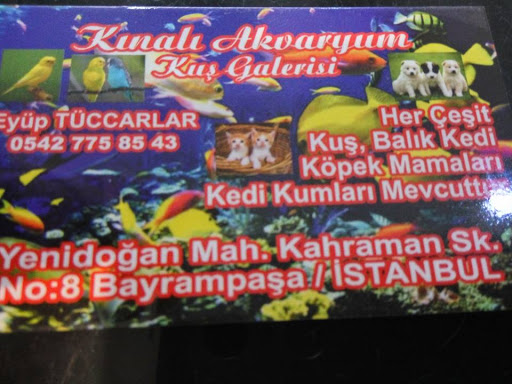 Kınalı Akvaryum
Kuş Galerisi
Eyüp TÜCCARLAR
0542 775 85 43
Her Çeşit
Kuş, Balık Kedi
Köpek Mamaları
Kedi Kumları Mevcuttur
Yenidoğan Mah. Kahraman Sk.
No:8 Bayrampaşa / İSTANBUL